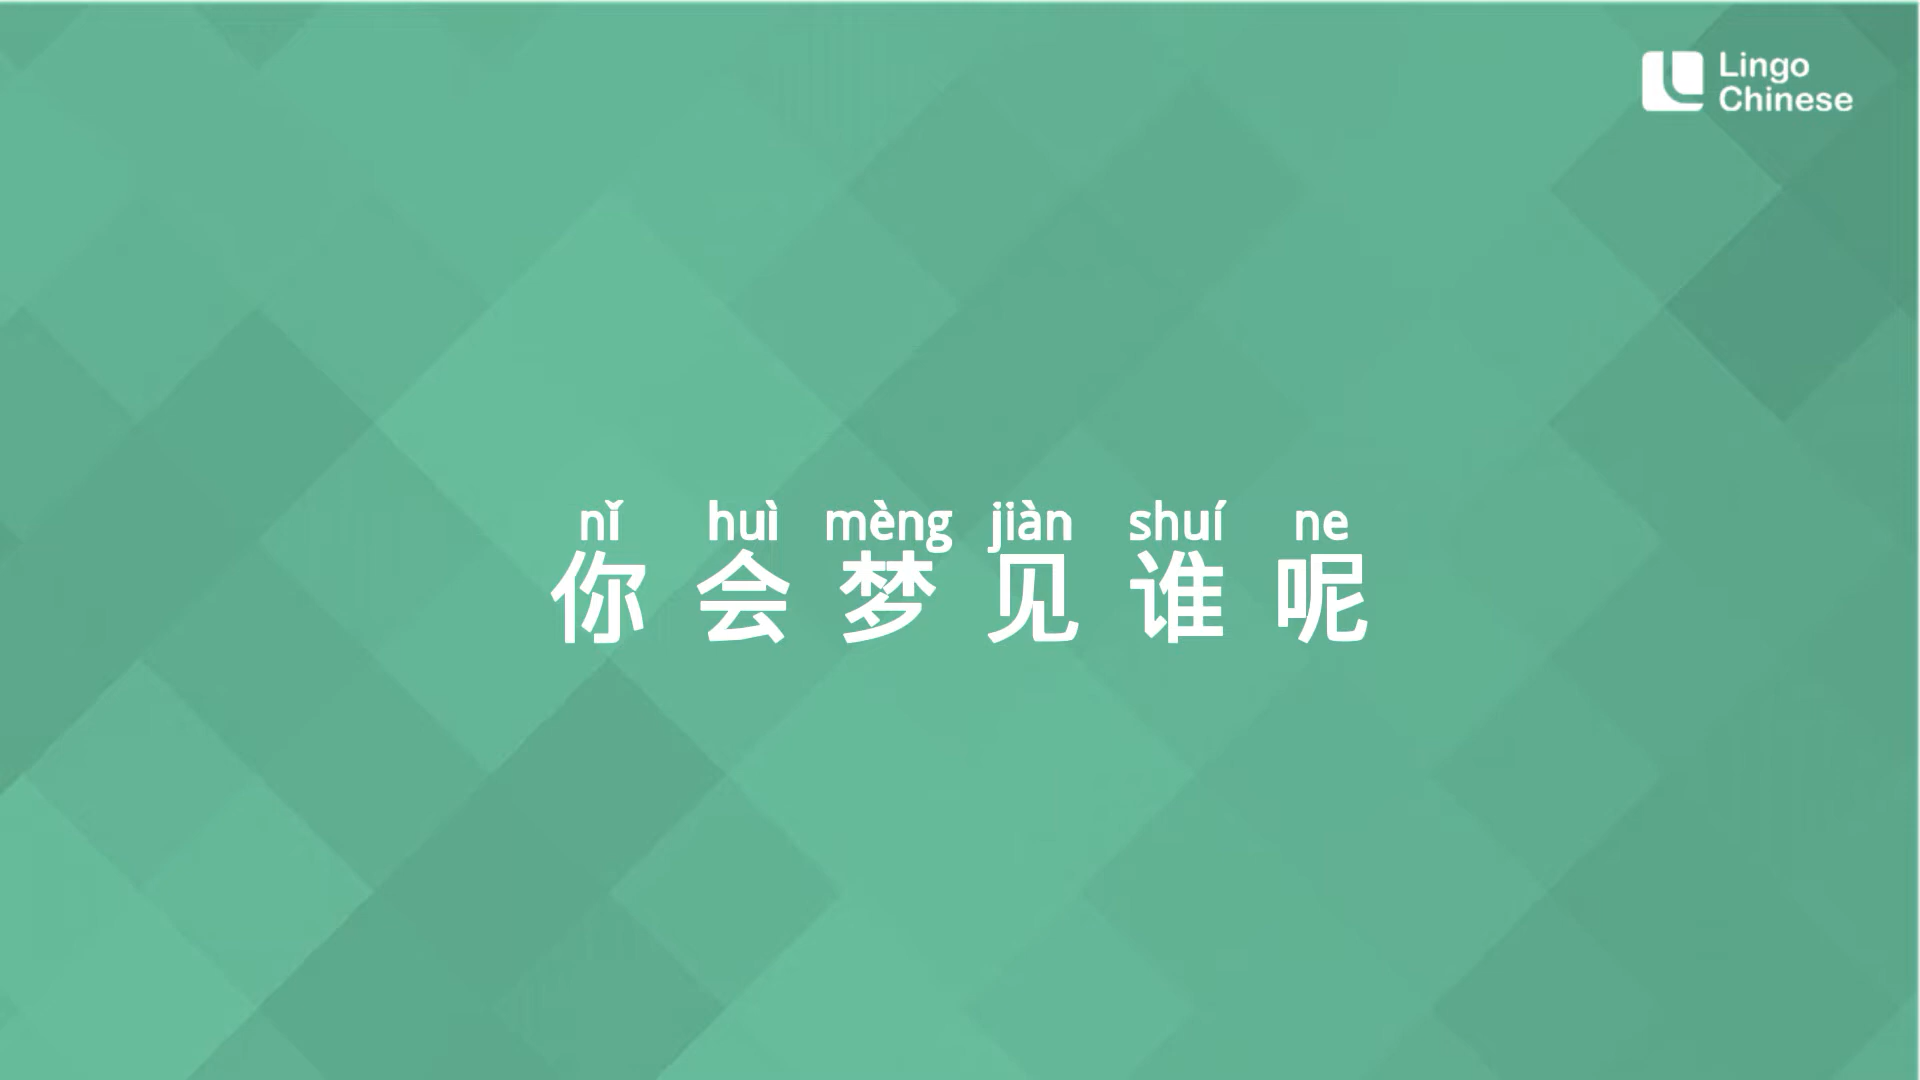 Lingo
Chinese
nǐ huì mèng jiàn shuí ne
你 会 梦 见 谁 呢